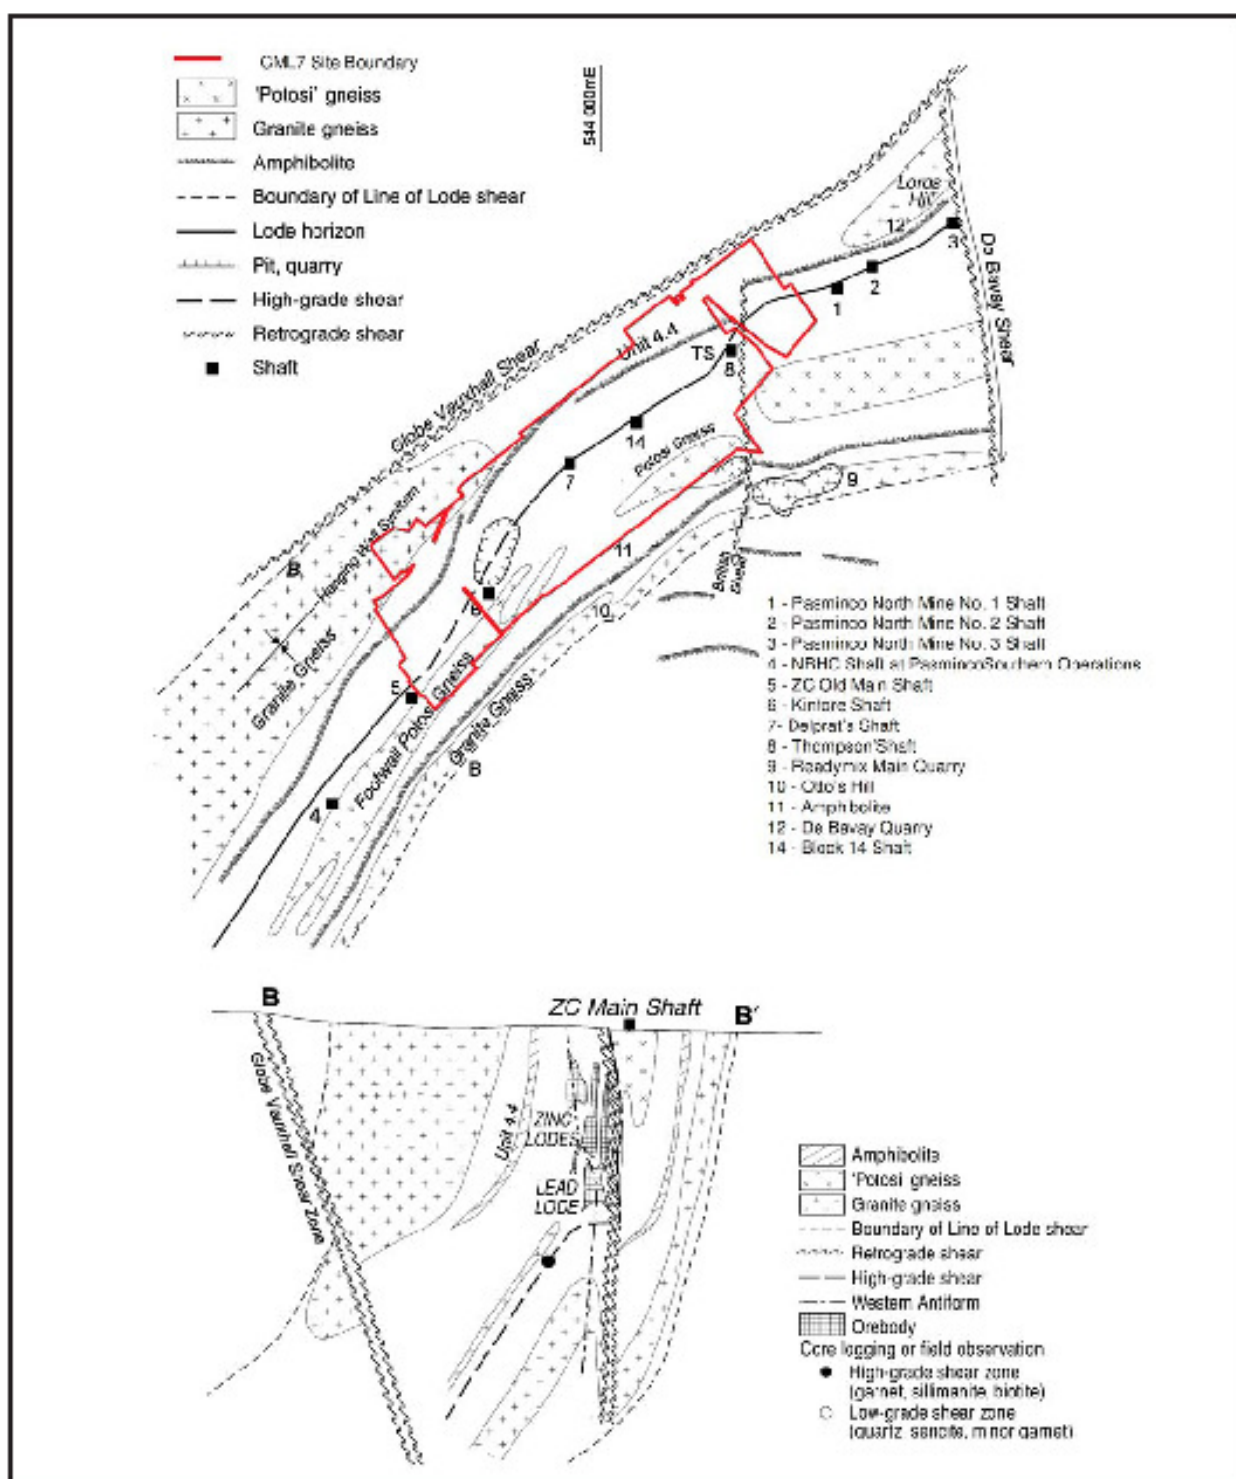 CML7 Site Boundary
'Potosi' gneiss
Granite gneiss
Amphibolite
Boundary of Line of Lode shear
Lode horizon
Pit, quarry
High-grade shear
Retrograde shear
Shaft
544 000mE
12
3
De Bavay Shear
2
1
Unit 4.4
TS
8
Globe Vauxhall Shear
14
Potosi Gneiss
7
9
B
11
6
10
Granite Gneiss
5
Footwall Potosi Gneiss
Granite Gneiss
B
4
1 - Pasminco North Mine No. 1 Shaft
2 - Pasminco North Mine No. 2 Shaft
3 - Pasminco North Mine No. 3 Shaft
4 - NBHC Shaft at PasmincoSouthern Operations
5 - ZC Old Main Shaft
6 - Kintore Shaft
7- Delprat's Shaft
8 - Thompson'Shaft
9 - Readymix Main Quarry
10 - Otto's Hill
11 - Amphibolite
12 - De Bavay Quarry
14 - Block 14 Shaft
B
ZC Main Shaft
B'
Globe Vauxhall Shear Zone
Unit 4.4
ZINC
LODES
LEAD
LODE
Amphibolite
'Potosi' gneiss
Granite gneiss
Boundary of Line of Lode shear
Retrograde shear
High-grade shear
Western Antiform
Orebody
Core logging or field observation
High-grade shear zone
(garnet, sillimanite, biotite)
Low-grade shear zone
(quartz, sericite, minor garnet)